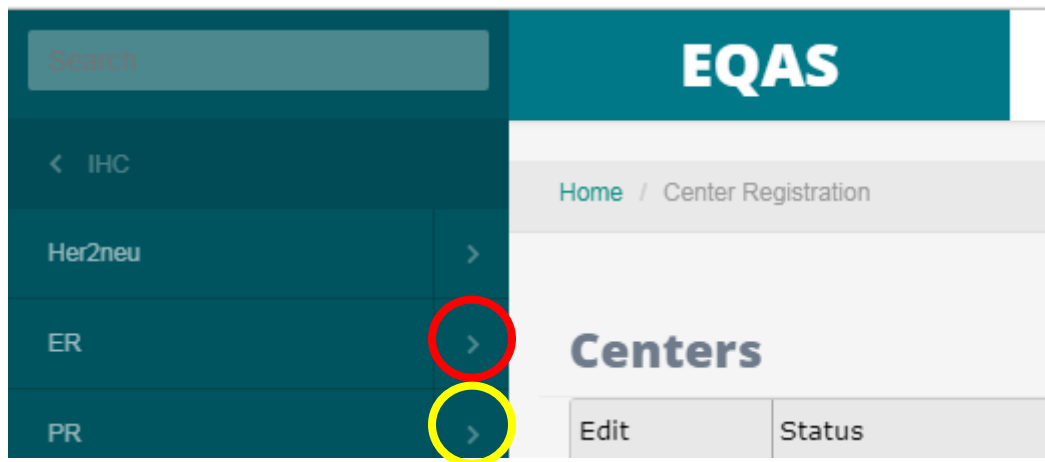 Search
EQAS
< IHC
Home / Center Registration
Her2neu >
ER >
Centers
PR >
Edit Status